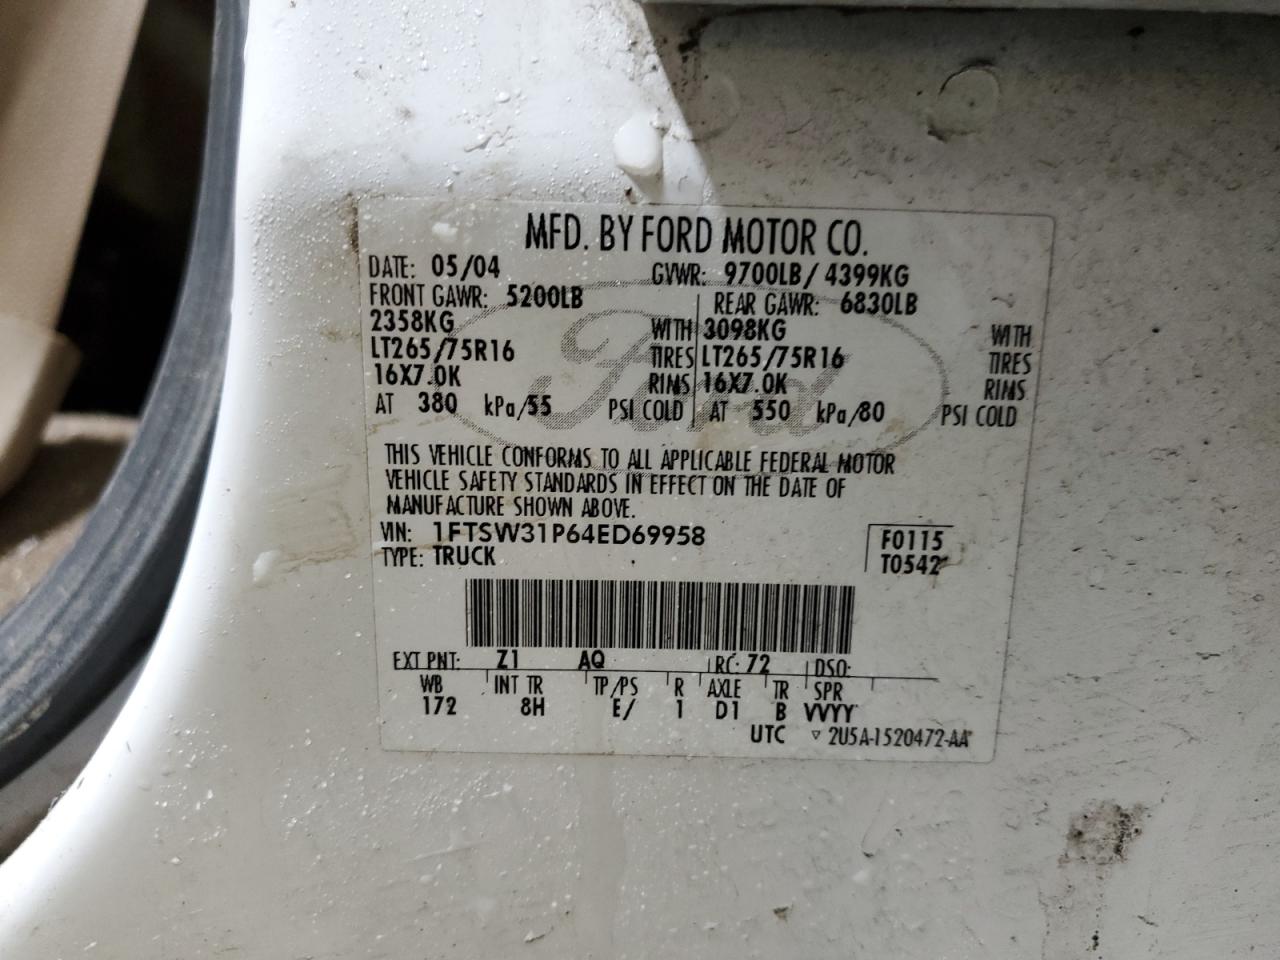 MFD. BY FORD MOTOR CO.
DATE: 05/04 GVWR: 9700LB/ 4399KG
FRONT GAWR: 5200LB REAR GAWR: 6830LB
2358KG WITH 3098KG WITH
LT265/75R16 TIRES LT265/75R16 TIRES
16X7.0K RIMS 16X7.0K RIMS
AT 380 kPa/55 PSI COLD AT 550 kPa/80 PSI COLD
Ford
THIS VEHICLE CONFORMS TO ALL APPLICABLE FEDERAL MOTOR
VEHICLE SAFETY STANDARDS IN EFFECT ON THE DATE OF
MANUFACTURE SHOWN ABOVE.
VIN: 1FTSW31P64ED69958 F0115
TYPE: TRUCK T0542
EXT PNT: Z1 AQ RC: 72 DSO:
WB INT TR TP/PS R AXLE TR SPR
172 8H E/ 1 D1 B VVYY
UTC ▽ 2U5A-1520472-AA